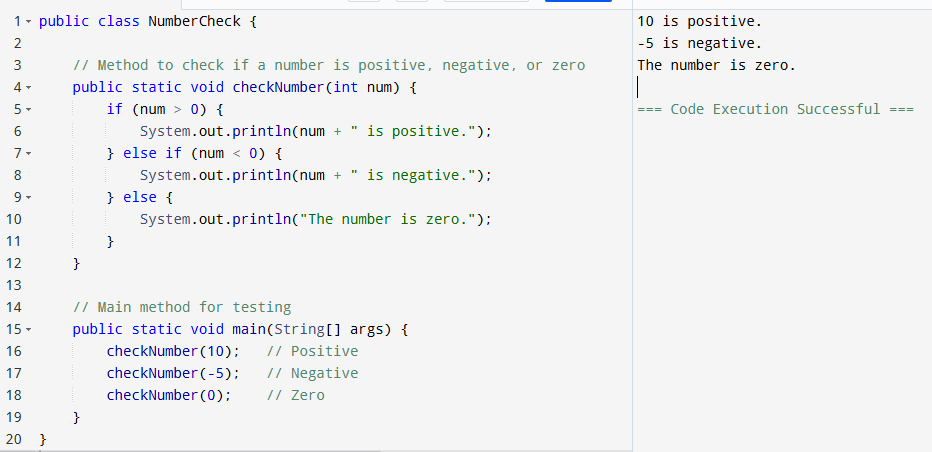 1 public class NumberCheck {
2
3     // Method to check if a number is positive, negative, or zero
4     public static void checkNumber(int num) {
5         if (num > 0) {
6             System.out.println(num + " is positive.");
7         } else if (num < 0) {
8             System.out.println(num + " is negative.");
9         } else {
10             System.out.println("The number is zero.");
11         }
12     }
13
14     // Main method for testing
15     public static void main(String[] args) {
16         checkNumber(10);   // Positive
17         checkNumber(-5);   // Negative
18         checkNumber(0);    // Zero
19     }
20 }
10 is positive.
-5 is negative.
The number is zero.
=== Code Execution Successful ===